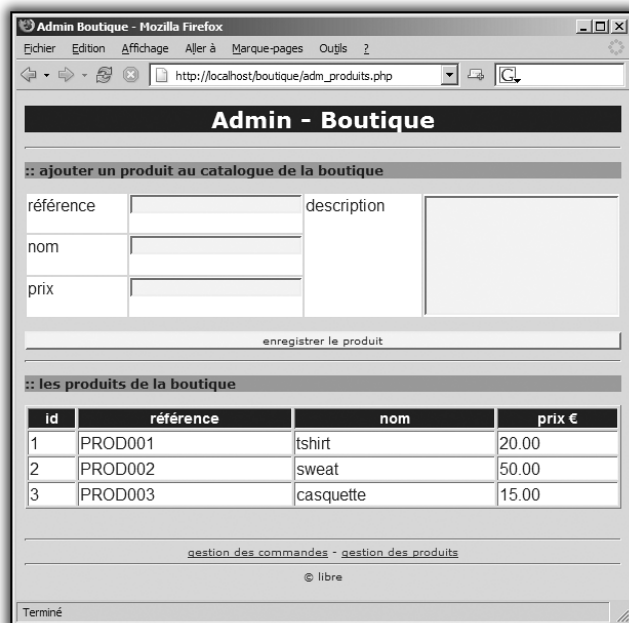 Admin Boutique - Mozilla Firefox
Fichier Edition Affichage Aller à Marque-pages Outils ?
http://localhost/boutique/adm_produits.php G
Admin - Boutique
:: ajouter un produit au catalogue de la boutique
référence description
nom
prix
enregistrer le produit
:: les produits de la boutique
id référence nom prix €
1 PROD001 tshirt 20.00
2 PROD002 sweat 50.00
3 PROD003 casquette 15.00
gestion des commandes - gestion des produits
© libre
Terminé